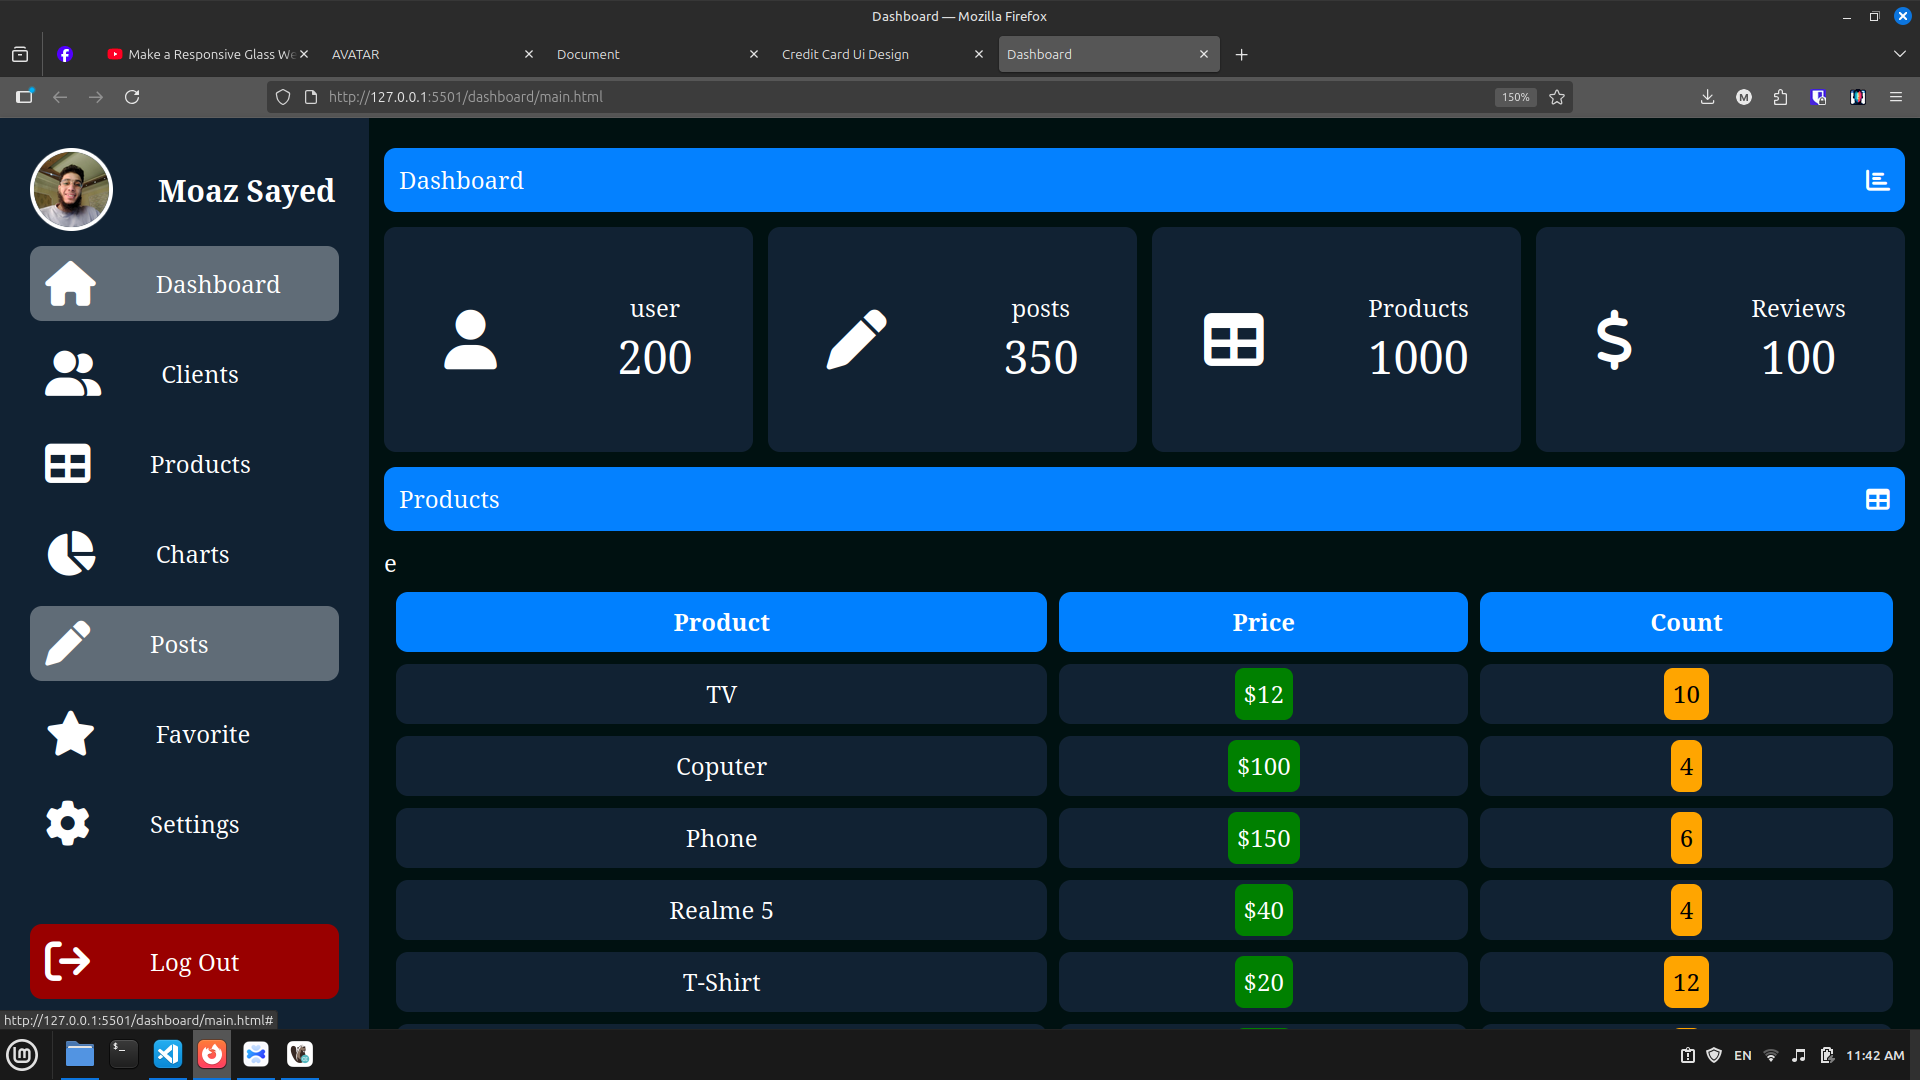 Dashboard — Mozilla Firefox
Make a Responsive Glass We
AVATAR
Document
Credit Card Ui Design
Dashboard
http://127.0.0.1:5501/dashboard/main.html
150%
M
Moaz Sayed
Dashboard
Clients
Products
Charts
Posts
Favorite
Settings
Log Out
http://127.0.0.1:5501/dashboard/main.html#
Dashboard
user
200
posts
350
Products
1000
Reviews
100
Products
e
Product Price Count
TV $12 10
Coputer $100 4
Phone $150 6
Realme 5 $40 4
T-Shirt $20 12
EN
11:42 AM